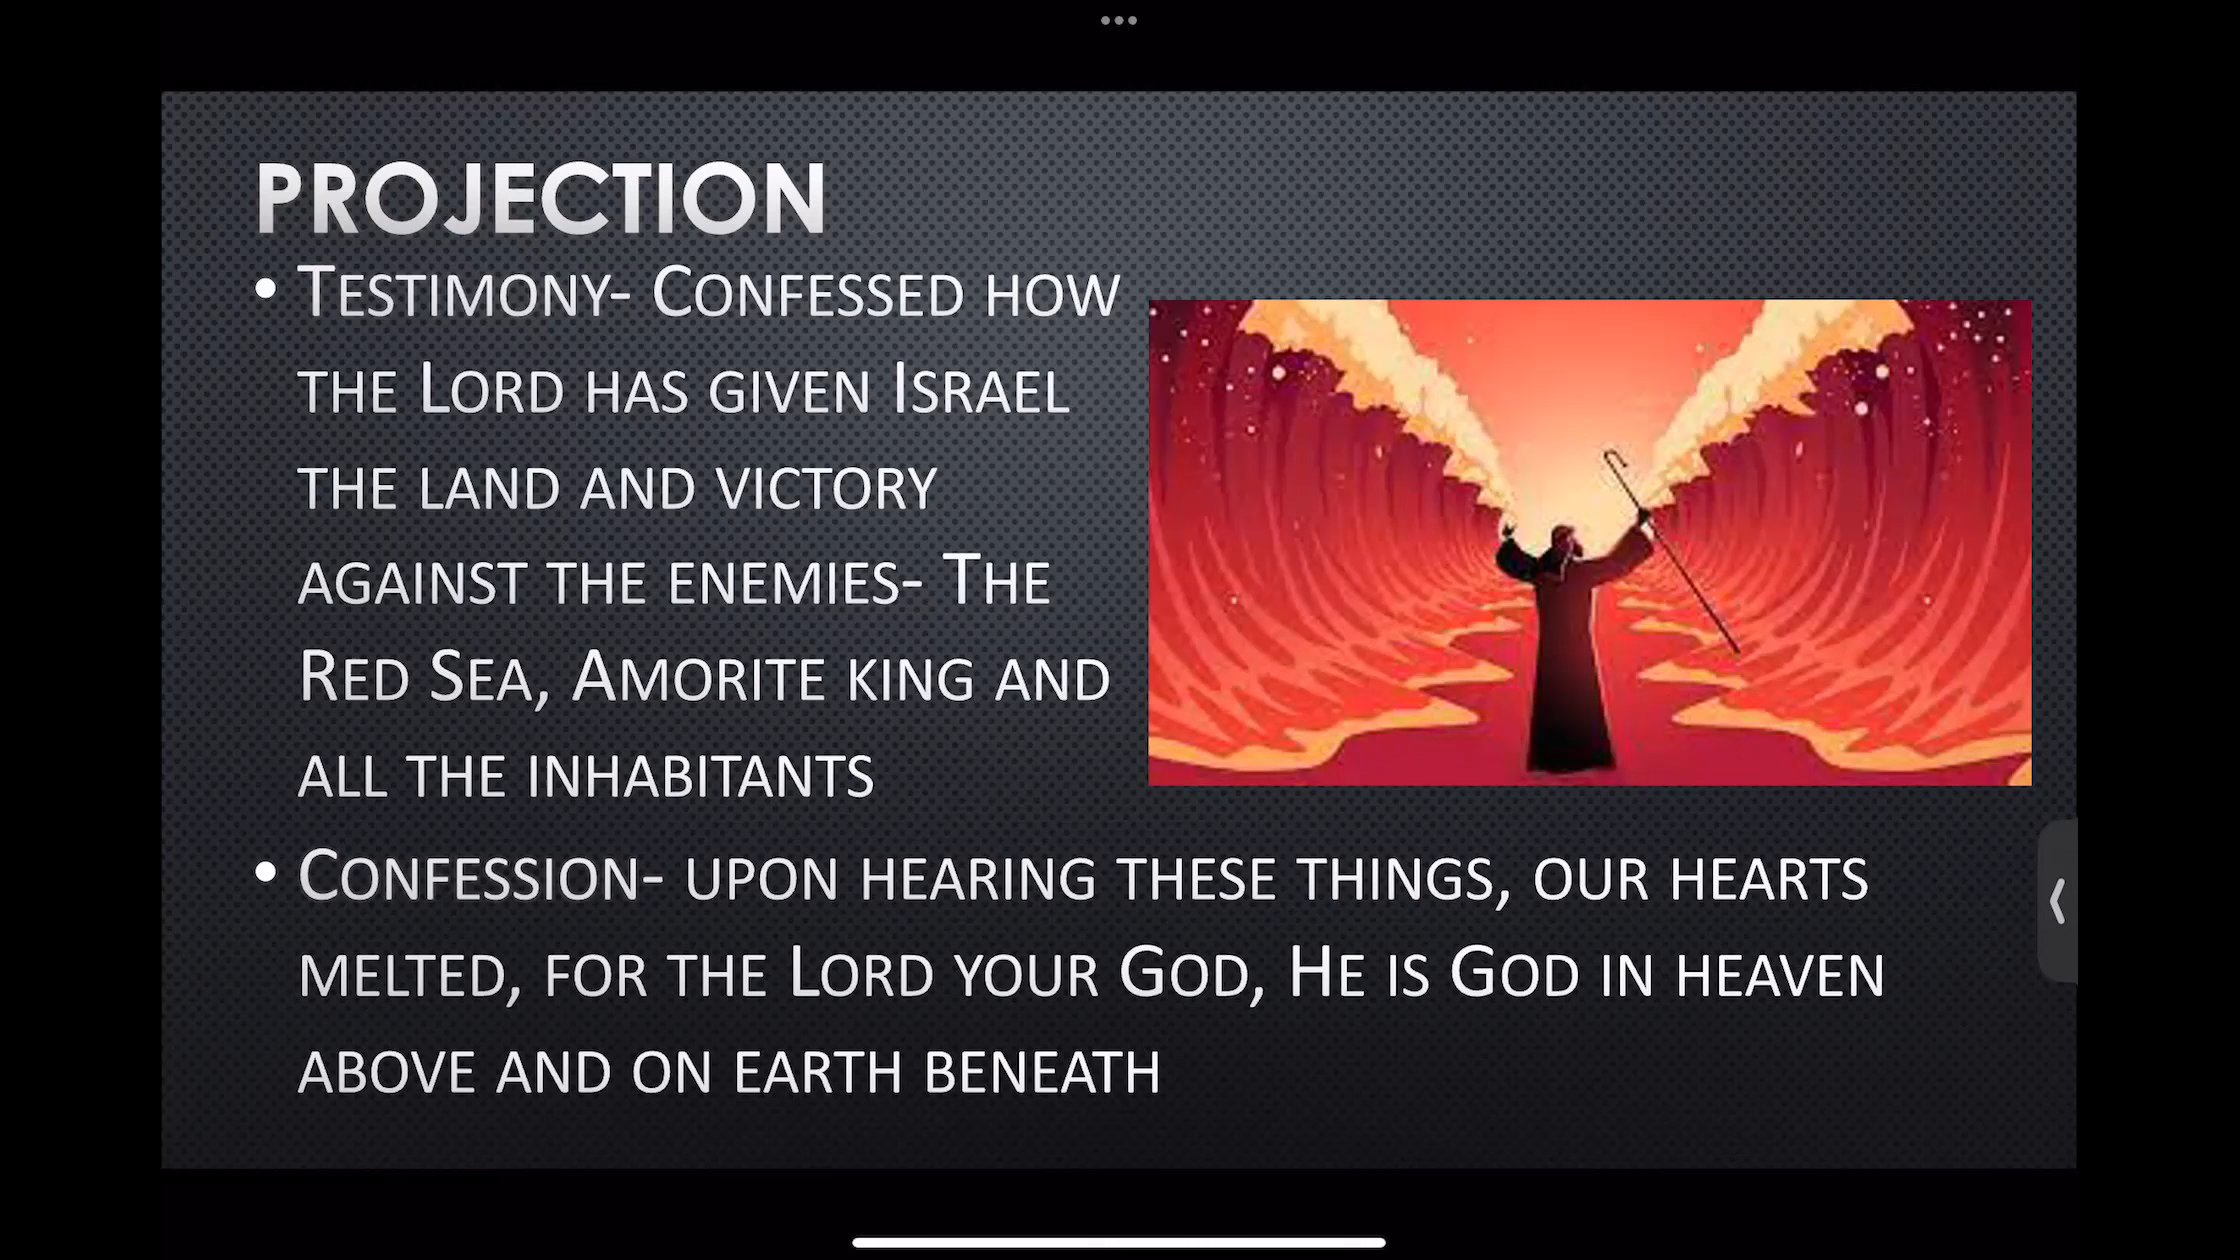 PROJECTION
• TESTIMONY- CONFESSED HOW
THE LORD HAS GIVEN ISRAEL
THE LAND AND VICTORY
AGAINST THE ENEMIES- THE
RED SEA, AMORITE KING AND
ALL THE INHABITANTS
• CONFESSION- UPON HEARING THESE THINGS, OUR HEARTS
MELTED, FOR THE LORD YOUR GOD, HE IS GOD IN HEAVEN
ABOVE AND ON EARTH BENEATH